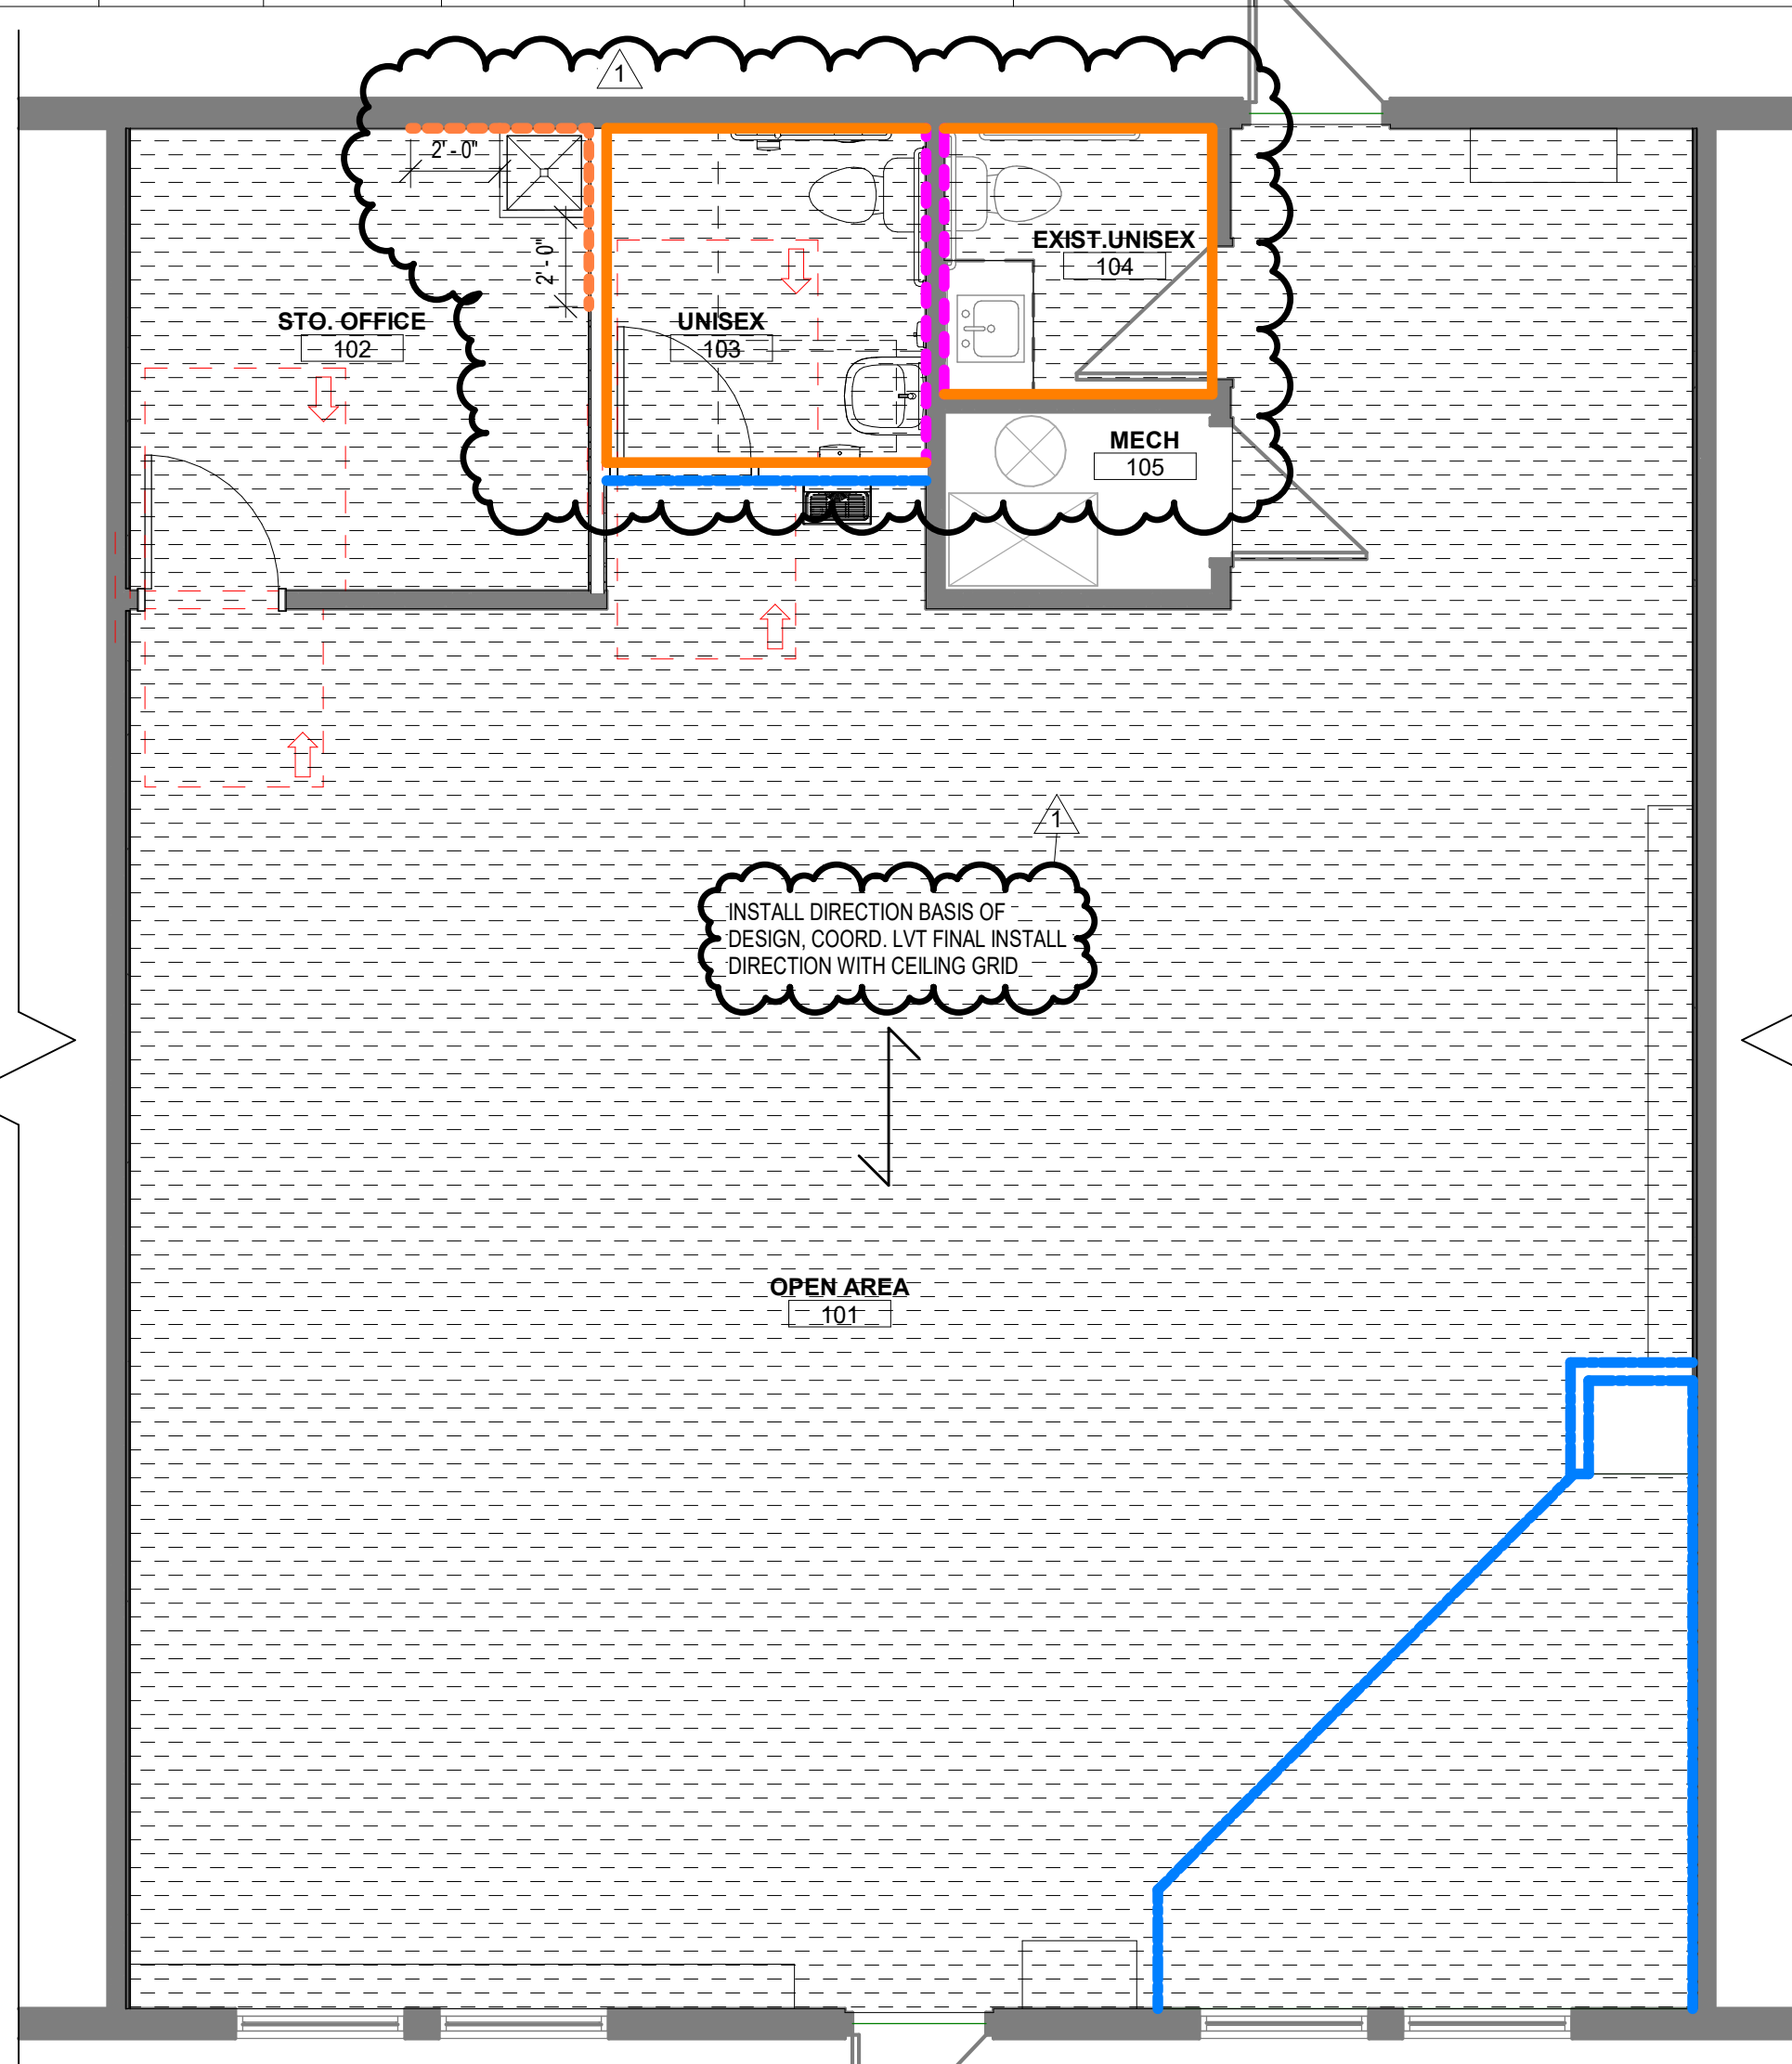 1
2' - 0"
2' - 0"
EXIST.UNISEX
104
STO. OFFICE
102
UNISEX
103
MECH
105
1
INSTALL DIRECTION BASIS OF
DESIGN, COORD. LVT FINAL INSTALL
DIRECTION WITH CEILING GRID
OPEN AREA
101